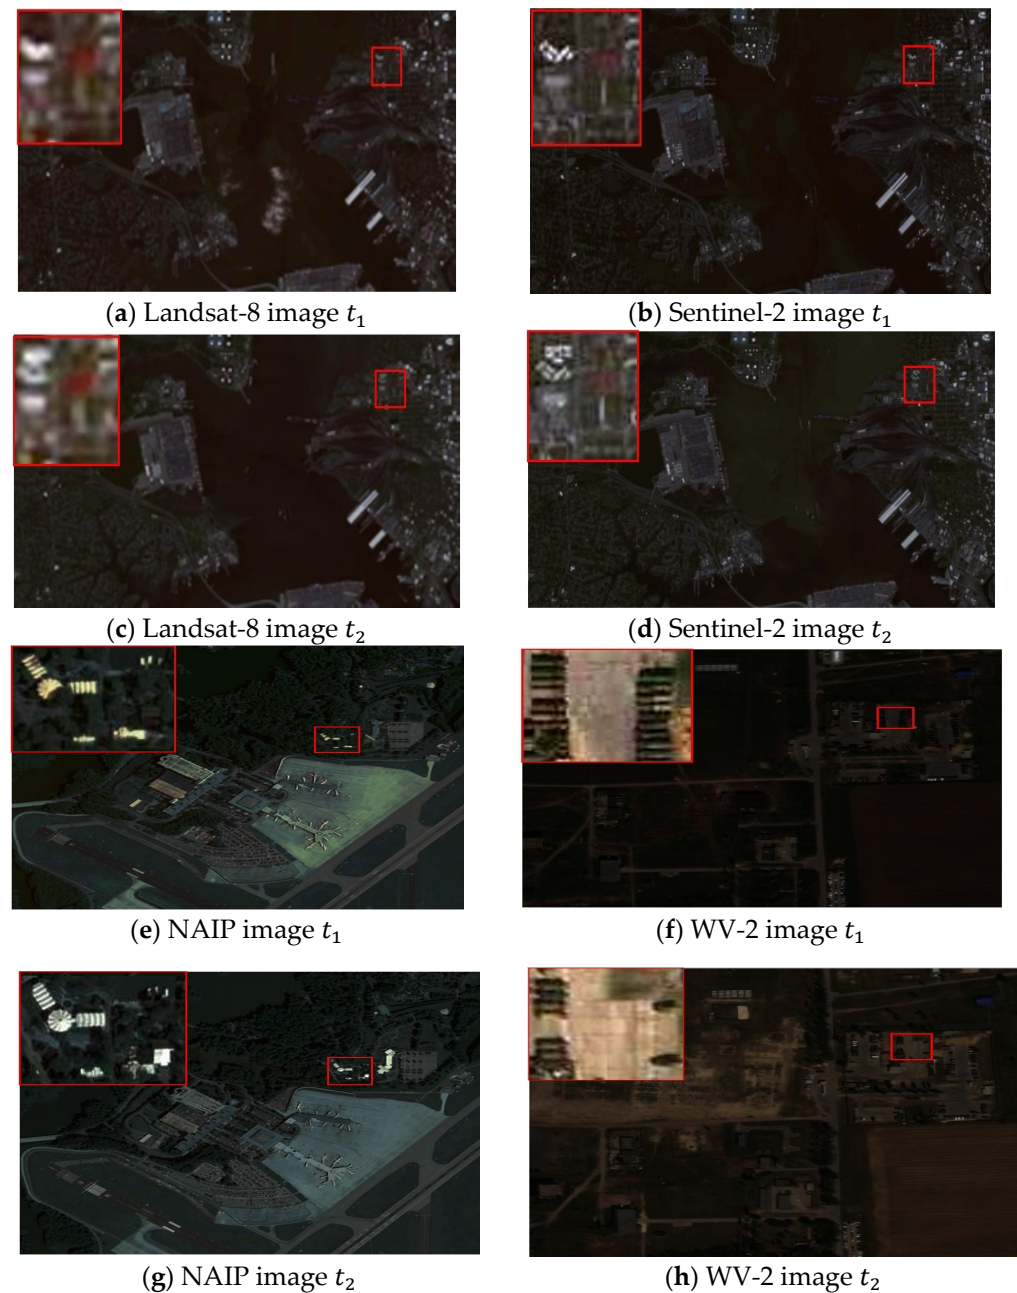 (a) Landsat-8 image t₁
(b) Sentinel-2 image t₁
(c) Landsat-8 image t₂
(d) Sentinel-2 image t₂
(e) NAIP image t₁
(f) WV-2 image t₁
(g) NAIP image t₂
(h) WV-2 image t₂